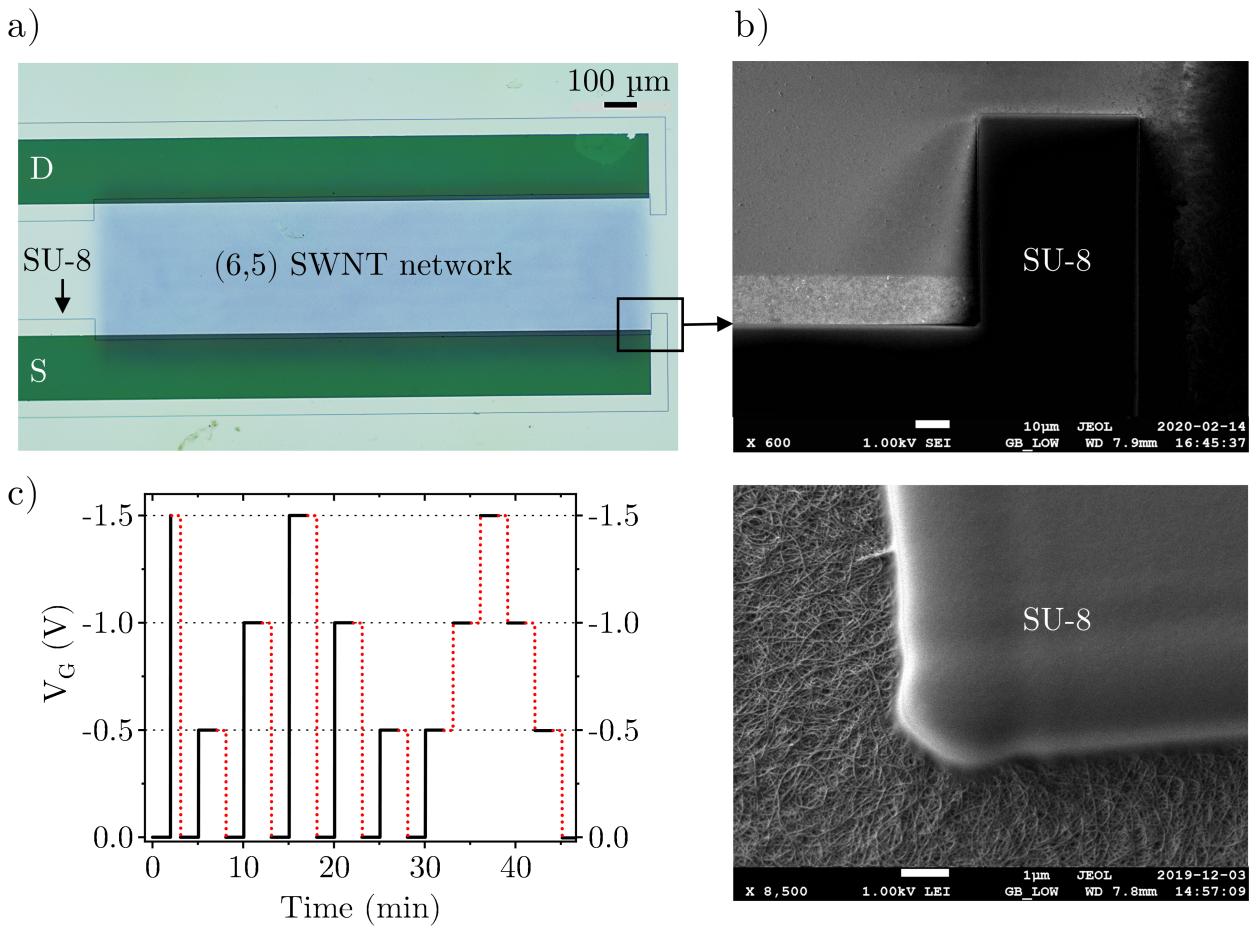 a)
100 µm
D
SU-8
(6,5) SWNT network
S
b)
SU-8
10µm JEOL 2020-02-14
X 600 1.00kV SEI GB_LOW WD 7.9mm 16:45:37
c)
-1.5 -1.5
-1.0 -1.0
-0.5 -0.5
0.0 0.0
V_G (V)
0 10 20 30 40
Time (min)
SU-8
1µm JEOL 2019-12-03
X 8,500 1.00kV LEI GB_LOW WD 7.8mm 14:57:09